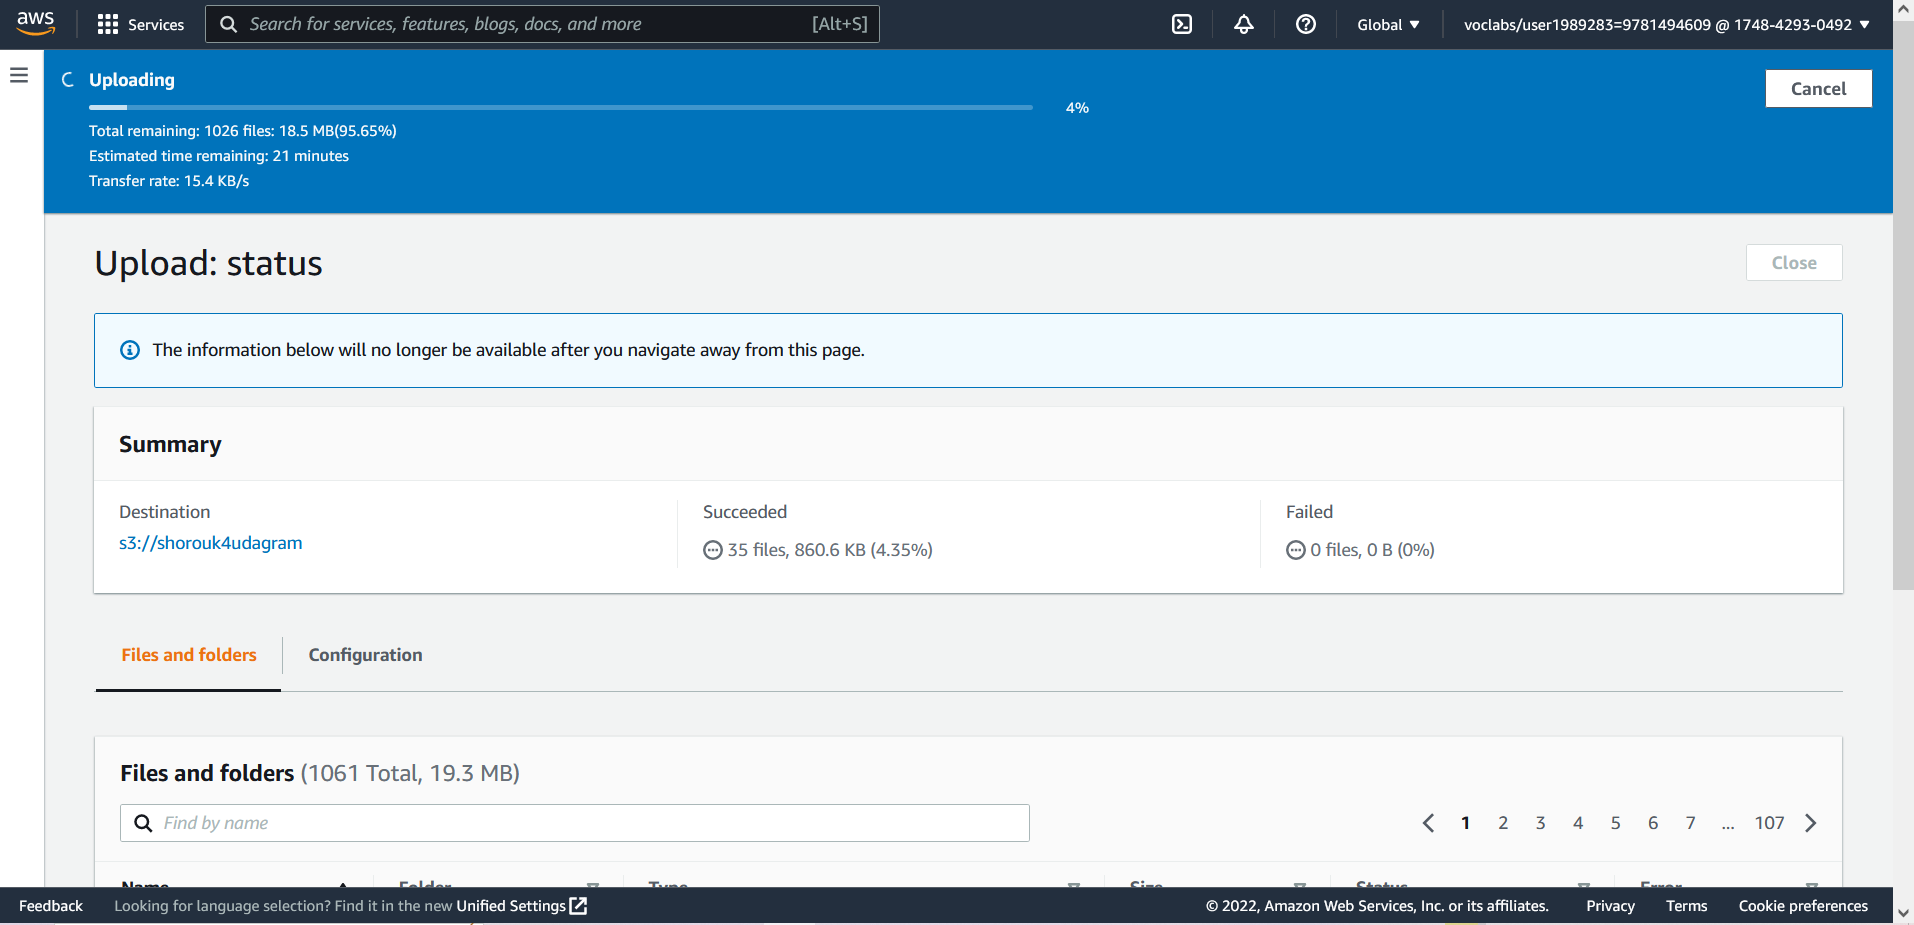 aws
Services
Search for services, features, blogs, docs, and more
[Alt+S]
Global
voclabs/user1989283=9781494609 @ 1748-4293-0492
Uploading
Cancel
4%
Total remaining: 1026 files: 18.5 MB(95.65%)
Estimated time remaining: 21 minutes
Transfer rate: 15.4 KB/s
Upload: status
Close
The information below will no longer be available after you navigate away from this page.
Summary
Destination
s3://shorouk4udagram
Succeeded
35 files, 860.6 KB (4.35%)
Failed
0 files, 0 B (0%)
Files and folders
Configuration
Files and folders (1061 Total, 19.3 MB)
Find by name
1 2 3 4 5 6 7 ... 107
Name Folder Type Size Status Error
Feedback
Looking for language selection? Find it in the new Unified Settings
© 2022, Amazon Web Services, Inc. or its affiliates.
Privacy
Terms
Cookie preferences